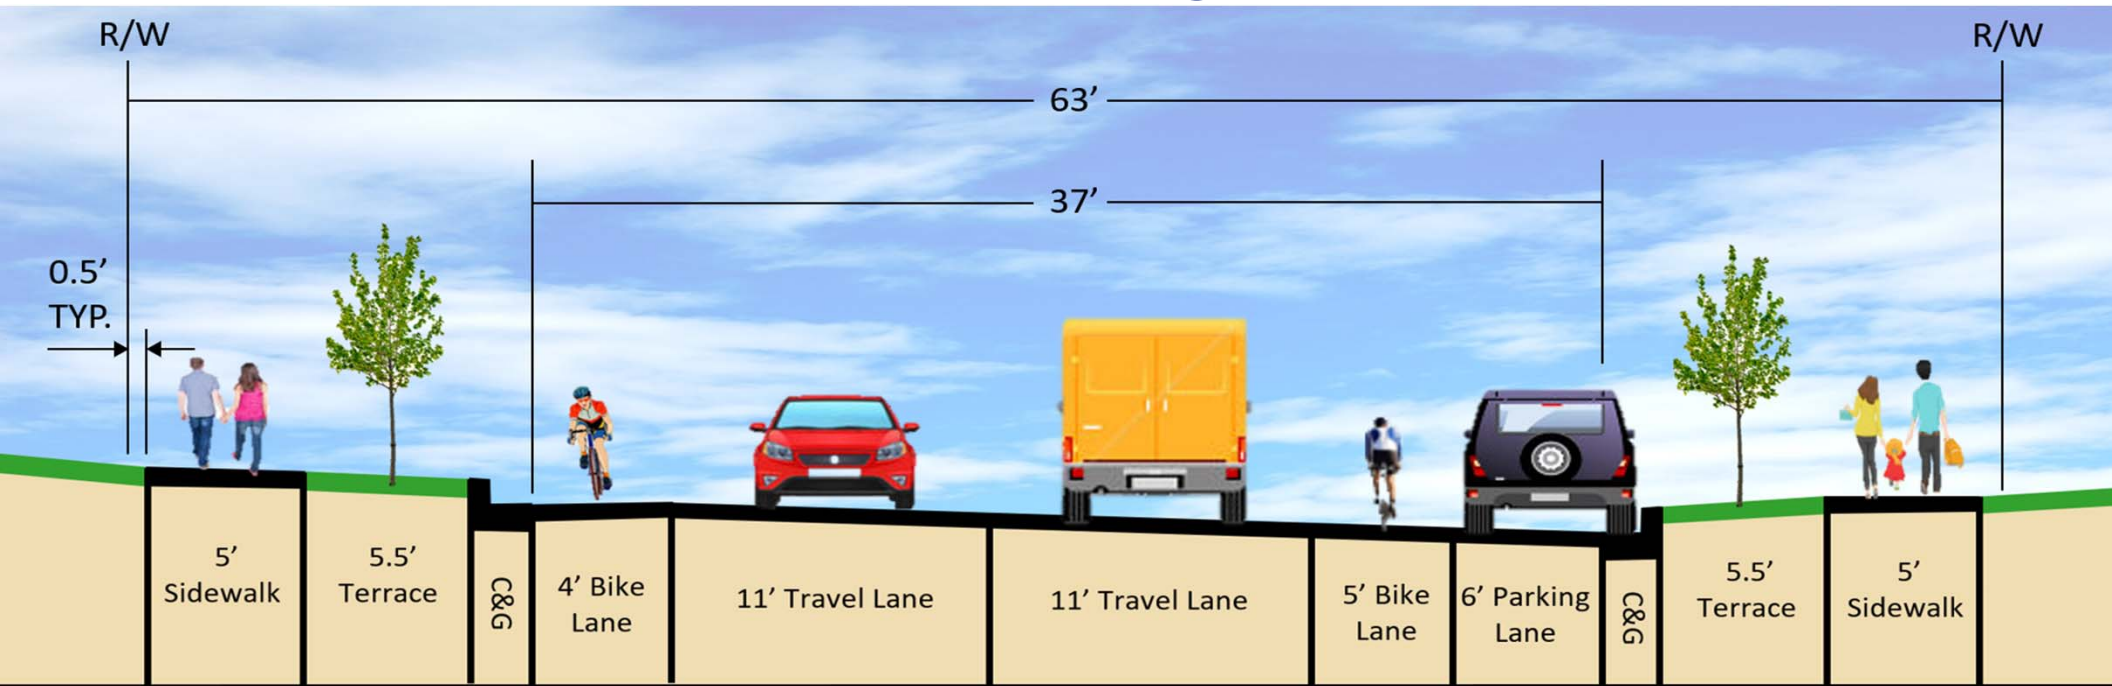 R/W
R/W
63’
37’
0.5’
TYP.
5’
Sidewalk
5.5’
Terrace
C&G
4’ Bike
Lane
11’ Travel Lane
11’ Travel Lane
5’ Bike
Lane
6’ Parking
Lane
C&G
5.5’
Terrace
5’
Sidewalk